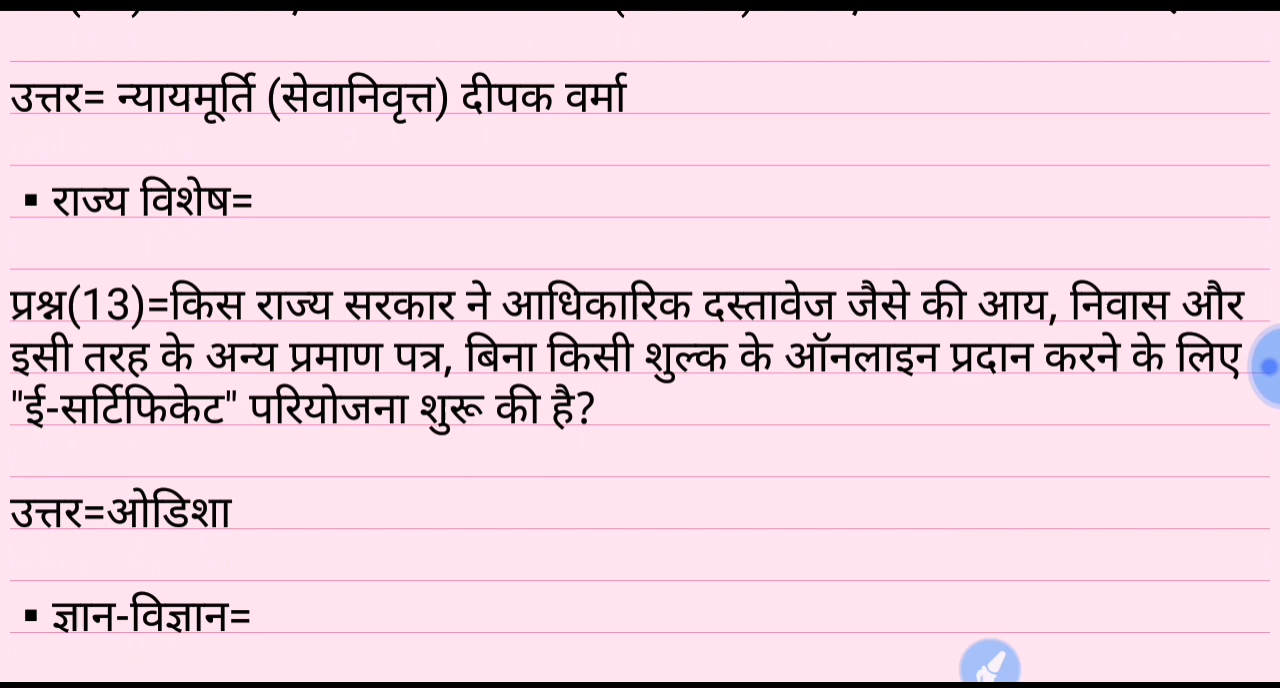 उत्तर= न्यायमूर्ति (सेवानिवृत्त) दीपक वर्मा
▪ राज्य विशेष=
प्रश्न(13)=किस राज्य सरकार ने आधिकारिक दस्तावेज जैसे की आय, निवास और
इसी तरह के अन्य प्रमाण पत्र, बिना किसी शुल्क के ऑनलाइन प्रदान करने के लिए
"ई-सर्टिफिकेट" परियोजना शुरू की है?
उत्तर=ओडिशा
▪ ज्ञान-विज्ञान=